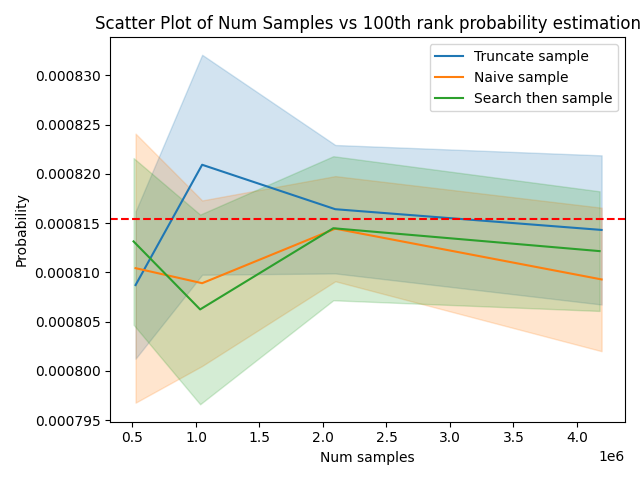 Scatter Plot of Num Samples vs 100th rank probability estimation
Truncate sample
Naive sample
Search then sample
Probability
0.000830
0.000825
0.000820
0.000815
0.000810
0.000805
0.000800
0.000795
0.5 1.0 1.5 2.0 2.5 3.0 3.5 4.0
1e6
Num samples